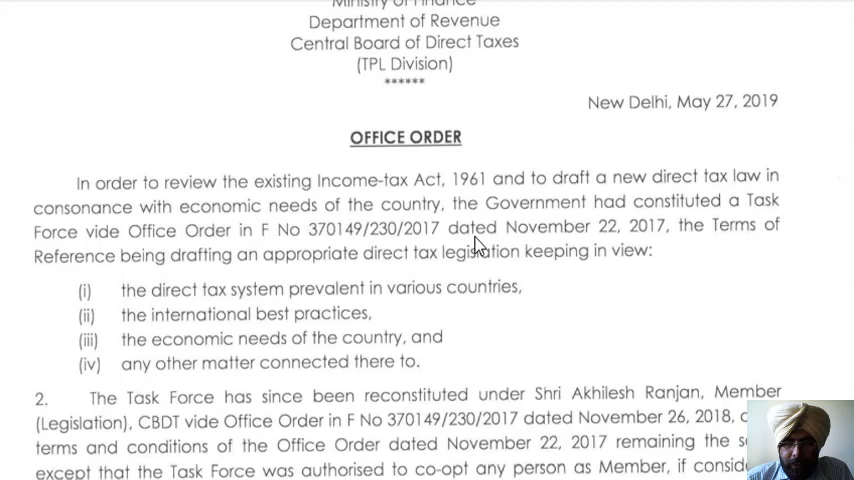 Ministry of Finance
Department of Revenue
Central Board of Direct Taxes
(TPL Division)
******
New Delhi, May 27, 2019
OFFICE ORDER
In order to review the existing Income-tax Act, 1961 and to draft a new direct tax law in
consonance with economic needs of the country, the Government had constituted a Task
Force vide Office Order in F No 370149/230/2017 dated November 22, 2017, the Terms of
Reference being drafting an appropriate direct tax legislation keeping in view:
(i) the direct tax system prevalent in various countries,
(ii) the international best practices,
(iii) the economic needs of the country, and
(iv) any other matter connected there to.
2. The Task Force has since been reconstituted under Shri Akhilesh Ranjan, Member
(Legislation), CBDT vide Office Order in F No 370149/230/2017 dated November 26, 2018,
terms and conditions of the Office Order dated November 22, 2017 remaining the
except that the Task Force was authorised to co-opt any person as Member, if